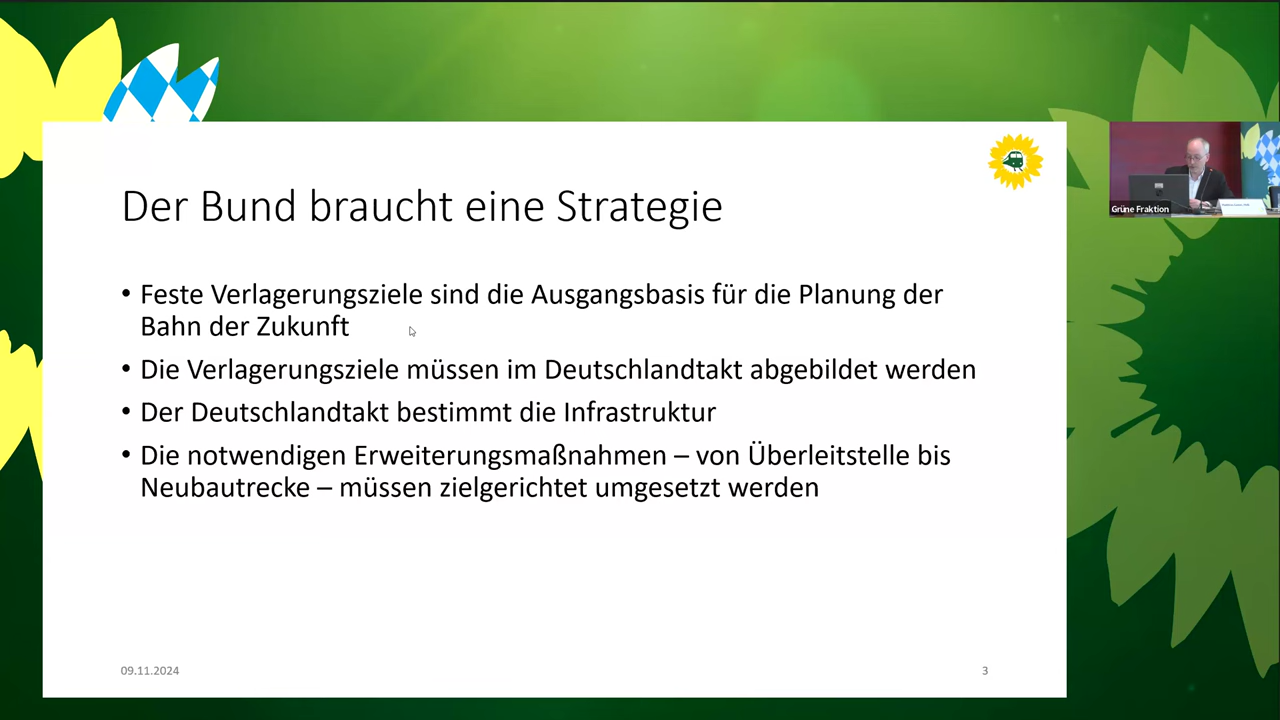 Der Bund braucht eine Strategie
• Feste Verlagerungsziele sind die Ausgangsbasis für die Planung der
Bahn der Zukunft
• Die Verlagerungsziele müssen im Deutschlandtakt abgebildet werden
• Der Deutschlandtakt bestimmt die Infrastruktur
• Die notwendigen Erweiterungsmaßnahmen – von Überleitstelle bis
Neubautrecke – müssen zielgerichtet umgesetzt werden
09.11.2024
3
Grüne Fraktion